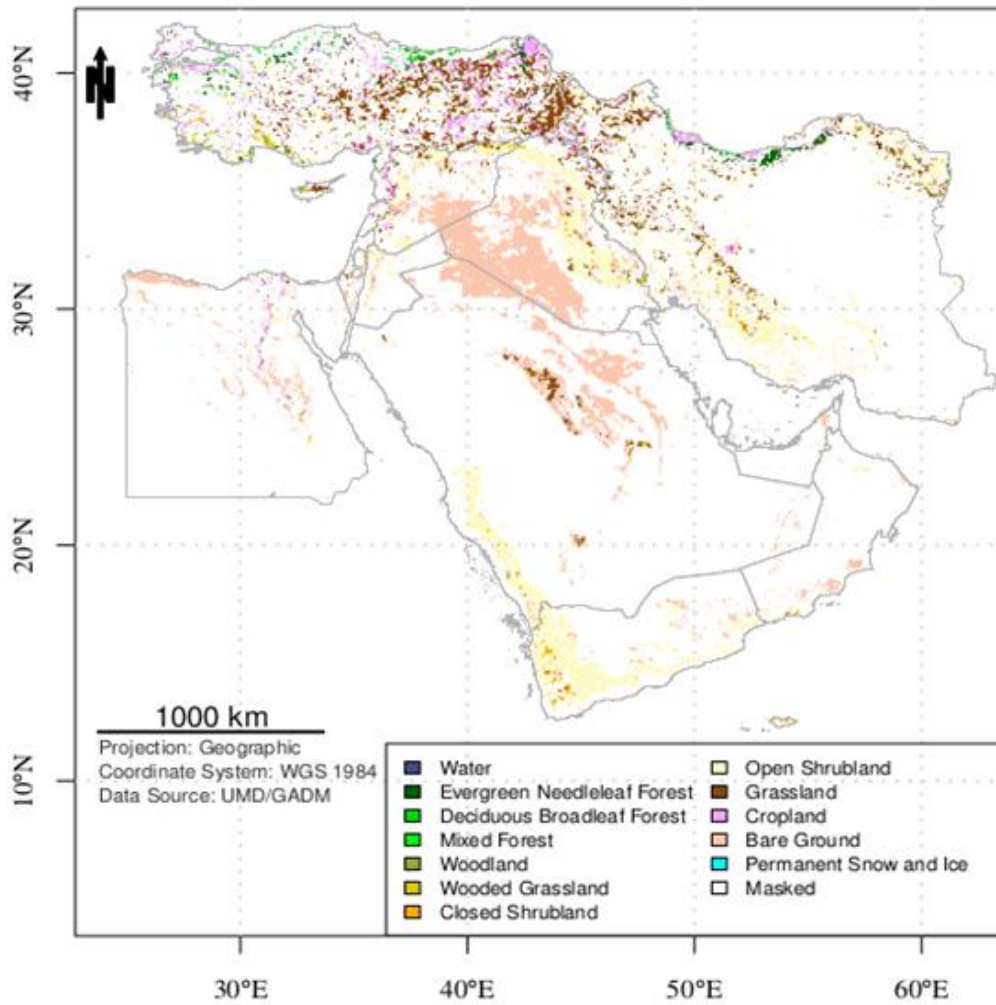 N
40°N
30°N
20°N
10°N
1000 km
Projection: Geographic
Coordinate System: WGS 1984
Data Source: UMD/GADM
Water
Evergreen Needleleaf Forest
Deciduous Broadleaf Forest
Mixed Forest
Woodland
Wooded Grassland
Closed Shrubland
Open Shrubland
Grassland
Cropland
Bare Ground
Permanent Snow and Ice
Masked
30°E
40°E
50°E
60°E